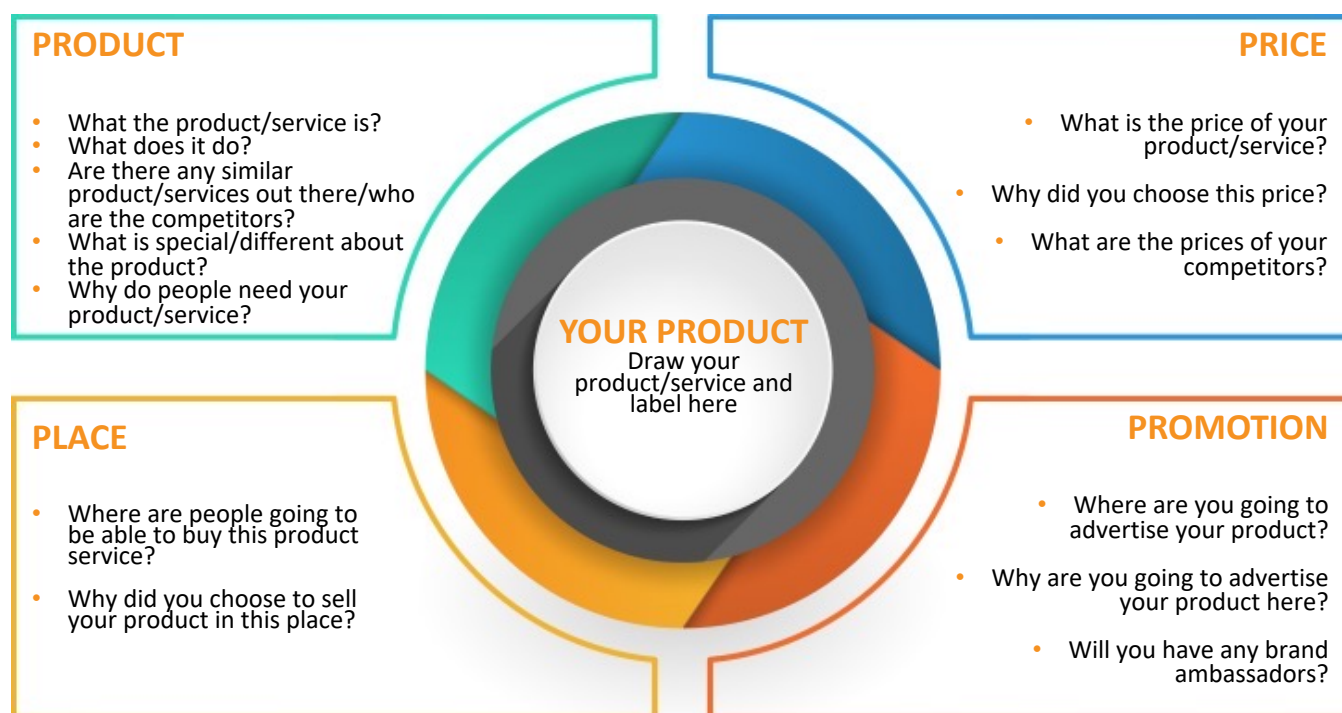 PRODUCT
• What the product/service is?
• What does it do?
• Are there any similar
product/services out there/who
are the competitors?
• What is special/different about
the product?
• Why do people need your
product/service?
PRICE
• What is the price of your
product/service?
• Why did you choose this price?
• What are the prices of your
competitors?
YOUR PRODUCT
Draw your
product/service and
label here
PLACE
• Where are people going to
be able to buy this product
service?
• Why did you choose to sell
your product in this place?
PROMOTION
• Where are you going to
advertise your product?
• Why are you going to advertise
your product here?
• Will you have any brand
ambassadors?